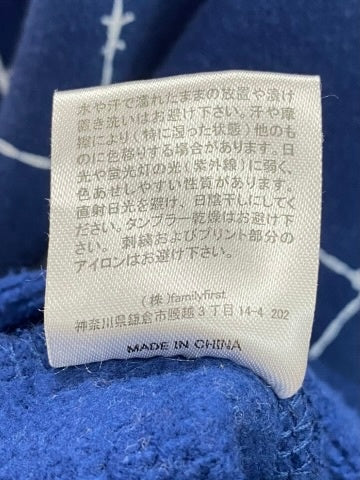 水や汗で濡れたままの放置や漬け
置き洗いはお避け下さい。汗や摩
擦により(特に湿った状態)他のも
のに色移りする場合があります。日
光や蛍光灯の光(紫外線)に弱く、
色あせしやすい性質があります。
直射日光を避け、日陰干しにしてく
ださい。タンブラー乾燥はお避け下
さい。刺繍およびプリント部分の
アイロンはお避け下さい。
(株)familyfirst
神奈川県鎌倉市腰越3丁目14-4 202
MADE IN CHINA